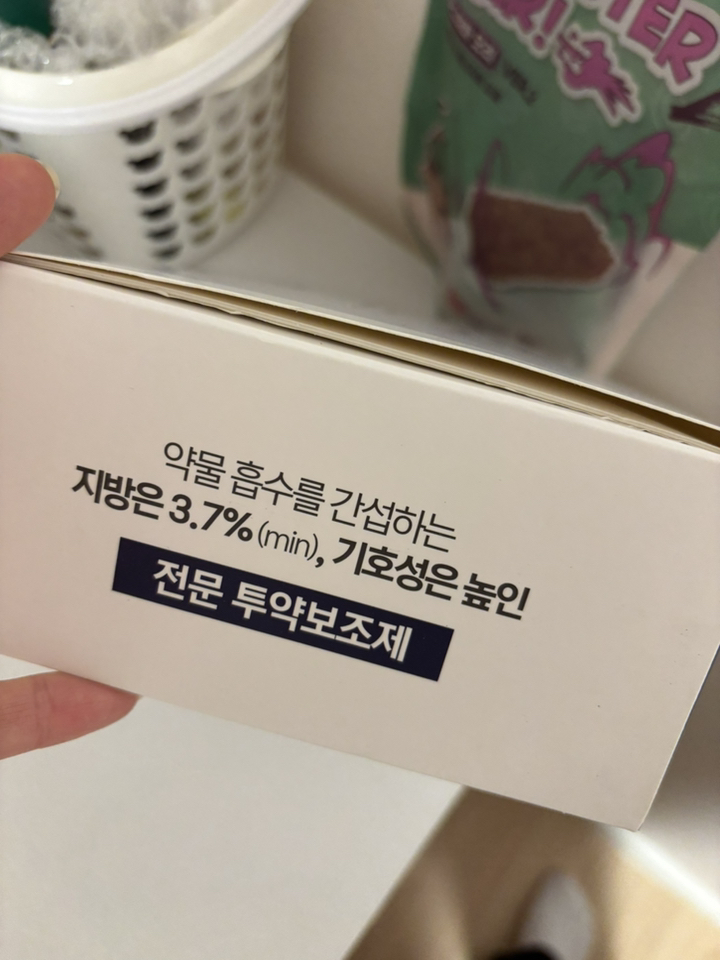 약물 흡수를 간섭하는
지방은 3.7%(min), 기호성은 높인
전문 투약보조제